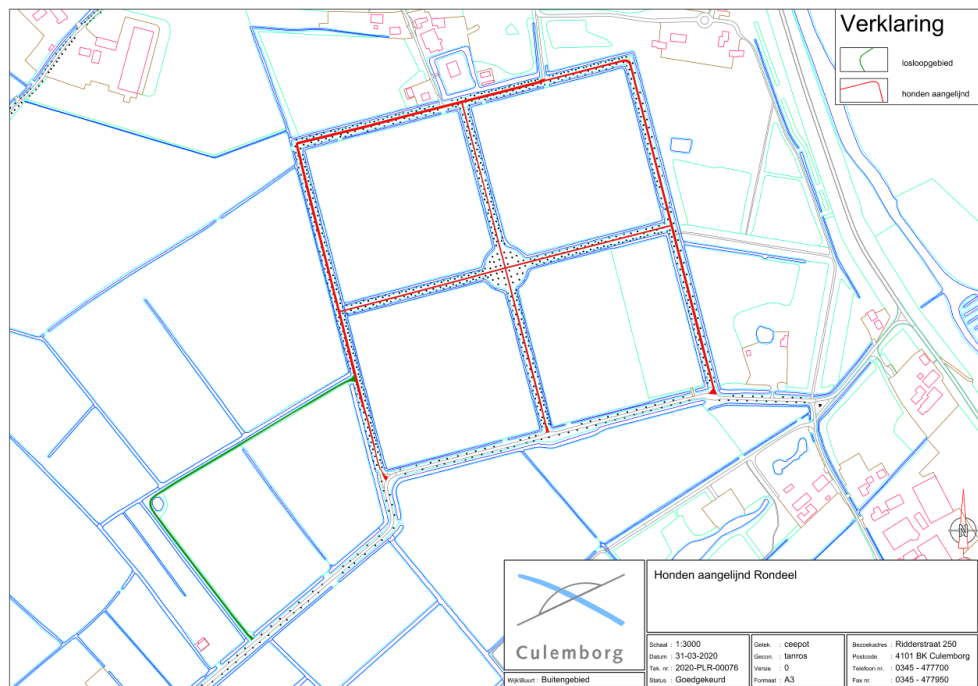 Verklaring
losloopgebied
honden aangelijnd
Honden aangelijnd Rondeel
Culemborg
Wijk\Buurt : Buitengebied
Schaal : 1:3000
Datum : 31-03-2020
Tek. nr. : 2020-PLR-00076
Status : Goedgekeurd
Getek. : ceepot
Gecon. : tanros
Versie : 0
Formaat : A3
Bezoekadres : Ridderstraat 250
Postcode : 4101 BK Culemborg
Telefoon nr. : 0345 - 477700
Fax nr. : 0345 - 477950